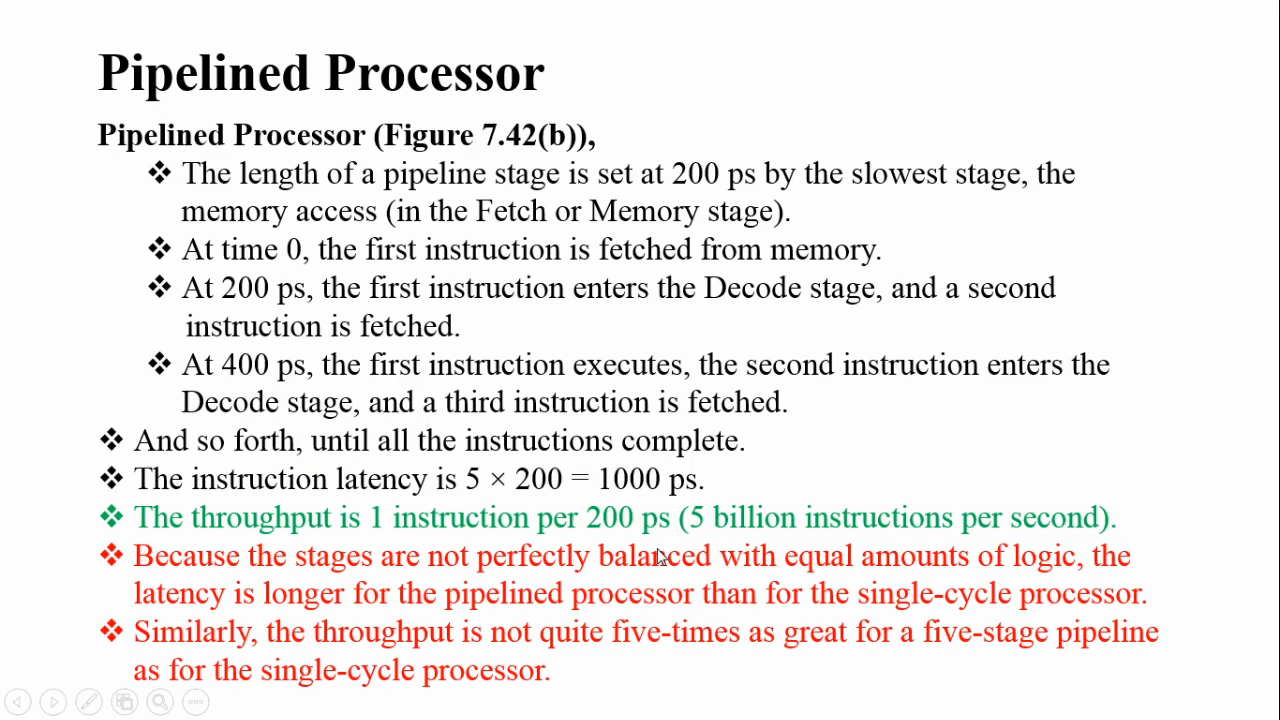 Pipelined Processor
Pipelined Processor (Figure 7.42(b)),
❖ The length of a pipeline stage is set at 200 ps by the slowest stage, the
memory access (in the Fetch or Memory stage).
❖ At time 0, the first instruction is fetched from memory.
❖ At 200 ps, the first instruction enters the Decode stage, and a second
instruction is fetched.
❖ At 400 ps, the first instruction executes, the second instruction enters the
Decode stage, and a third instruction is fetched.
❖ And so forth, until all the instructions complete.
❖ The instruction latency is 5 × 200 = 1000 ps.
❖ The throughput is 1 instruction per 200 ps (5 billion instructions per second).
❖ Because the stages are not perfectly balanced with equal amounts of logic, the
latency is longer for the pipelined processor than for the single-cycle processor.
❖ Similarly, the throughput is not quite five-times as great for a five-stage pipeline
as for the single-cycle processor.